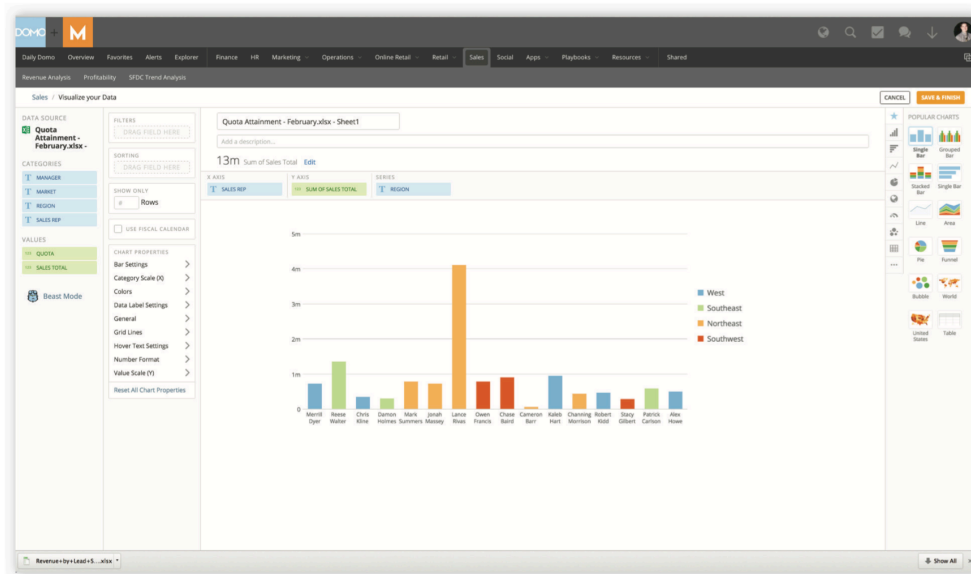 DOMO + M
Daily Domo Overview Favorites Alerts Explorer Finance HR Marketing Operations Online Retail Retail Sales Social Apps Playbooks Resources Shared
Revenue Analysis Profitability SFDC Trend Analysis
Sales / Visualize your Data
CANCEL SAVE & FINISH
DATA SOURCE
Quota
Attainment -
February.xlsx -
CATEGORIES
T MANAGER
T MARKET
T REGION
T SALES REP
VALUES
QUOTA
SALES TOTAL
Beast Mode
FILTERS
DRAG FIELD HERE
SORTING
DRAG FIELD HERE
SHOW ONLY
# Rows
USE FISCAL CALENDAR
CHART PROPERTIES
Bar Settings
Category Scale (X)
Colors
Data Label Settings
General
Grid Lines
Hover Text Settings
Number Format
Value Scale (Y)
Reset All Chart Properties
Quota Attainment - February.xlsx - Sheet1
Add a description...
13m Sum of Sales Total Edit
X AXIS Y AXIS SERIES
T SALES REP SUM OF SALES TOTAL T REGION
5m
4m
3m
2m
1m
0
Merrill Dyer
Reese Walter
Chris Kline
Damon Holmes
Mark Summers
Jonah Massey
Lance Rivas
Owen Francis
Chase Baird
Cameron Barr
Kaleb Hart
Channing Morrison
Robert Kidd
Stacy Gilbert
Patrick Carlson
Alex Howe
West
Southeast
Northeast
Southwest
POPULAR CHARTS
Single Bar
Grouped Bar
Stacked Bar
Single Bar
Line
Area
Pie
Funnel
Bubble
World
United States
Table
Revenue+by+Lead+S....xlsx
Show All